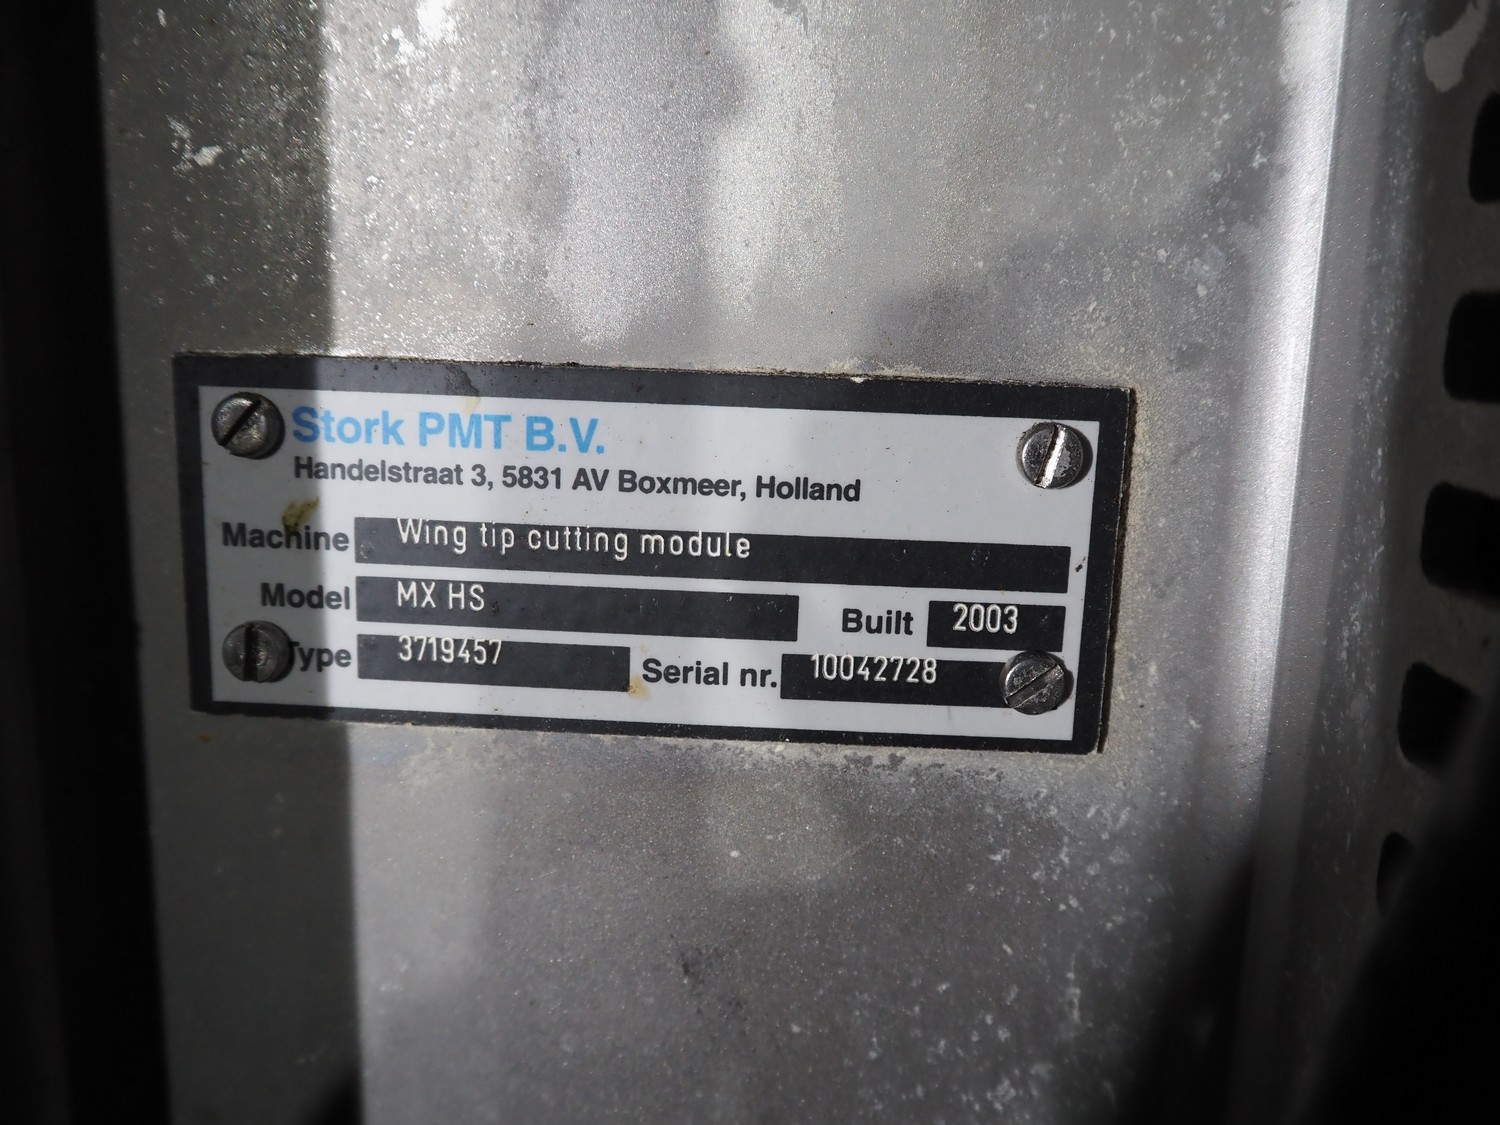 Stork PMT B.V.
Handelstraat 3, 5831 AV Boxmeer, Holland
Machine Wing tip cutting module
Model MX HS Built 2003
Type 3719457 Serial nr. 10042728